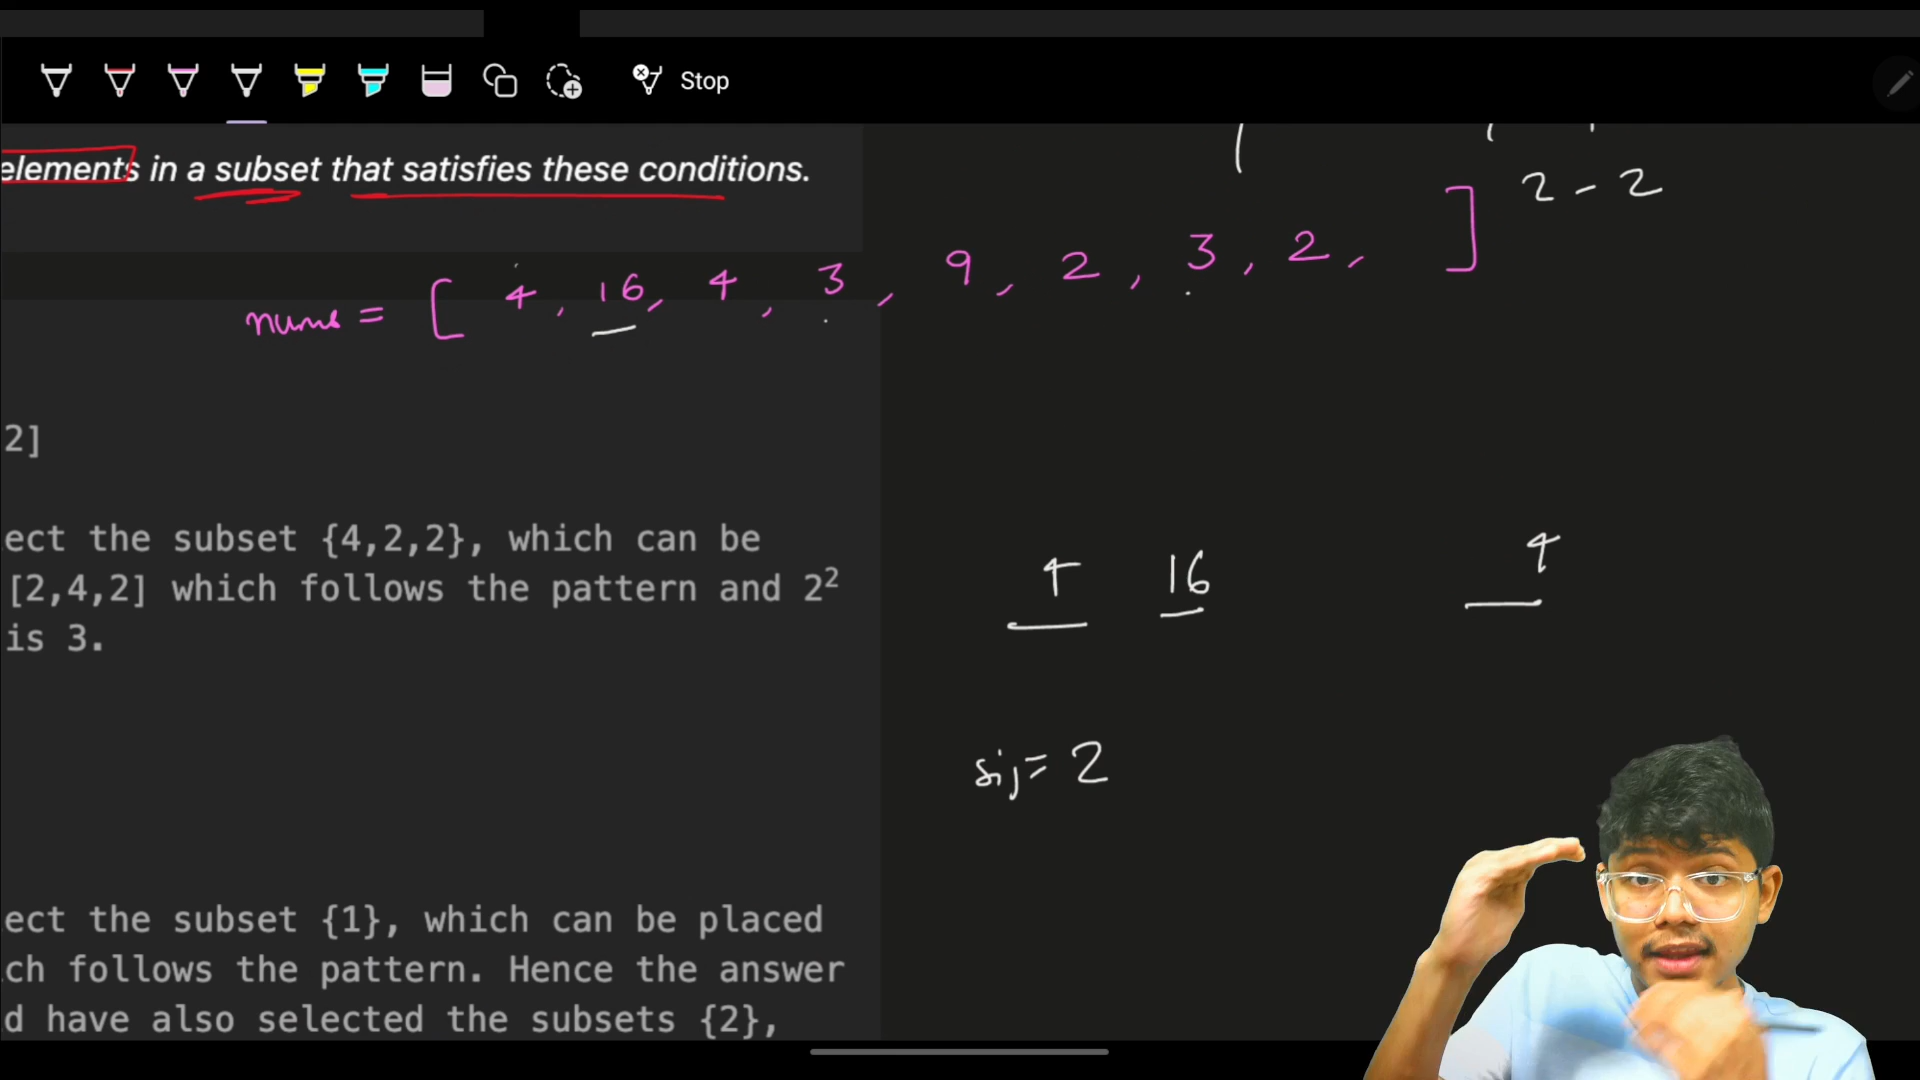 Stop
elements in a subset that satisfies these conditions.
2 - 2
nums = [ 4, 16, 4, 3, 9, 2, 3, 2, ]
2]
ect the subset {4,2,2}, which can be
[2,4,2] which follows the pattern and 2²
is 3.
4 16 4
= 2
ect the subset {1}, which can be placed
ch follows the pattern. Hence the answer
d have also selected the subsets {2},